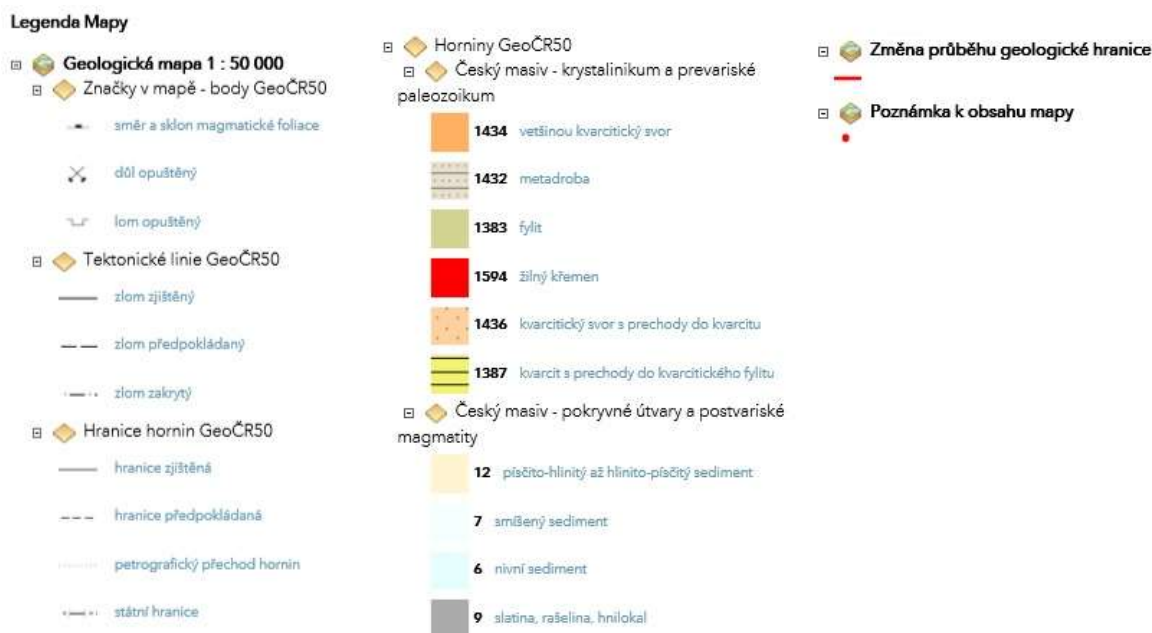 Legenda Mapy
Geologická mapa 1 : 50 000
Značky v mapě - body GeoČR50
směr a sklon magmatické foliace
důl opuštěný
lom opuštěný
Tektonické linie GeoČR50
zlom zjištěný
zlom předpokládaný
zlom zakrytý
Hranice hornin GeoČR50
hranice zjištěná
hranice předpokládaná
petrografický přechod hornin
státní hranice
Horniny GeoČR50
Český masiv - krystalinikum a prevariské
paleozoikum
1434 vetšinou kvarcitický svor
1432 metadroba
1383 fylit
1594 žilný křemen
1436 kvarcitický svor s prechody do kvarcitu
1387 kvarcit s prechody do kvarcitického fylitu
Český masiv - pokryvné útvary a postvariské
magmatity
12 písčito-hlinitý až hlinito-písčitý sediment
7 smíšený sediment
6 nivní sediment
9 slatina, rašelina, hnilokal
Změna průběhu geologické hranice
Poznámka k obsahu mapy